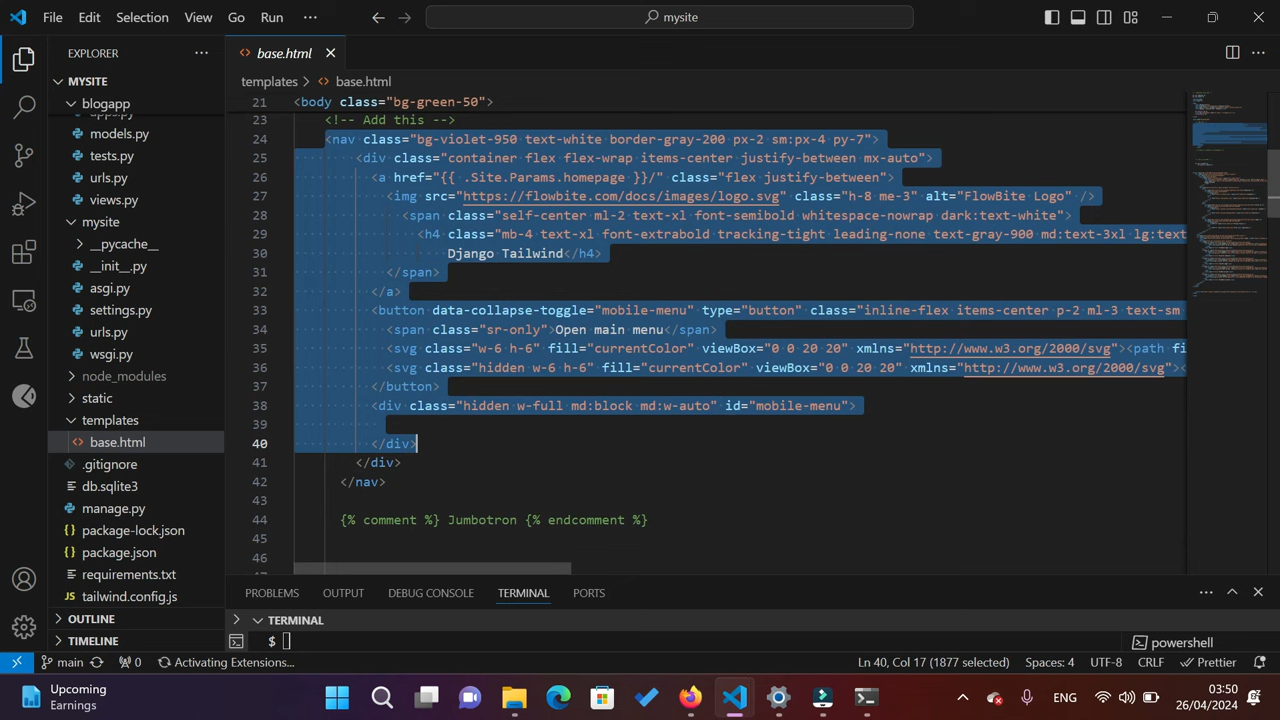 File Edit Selection View Go Run ··· mysite
EXPLORER ···
base.html
MYSITE
templates > base.html
blogapp
apps.py
models.py
tests.py
urls.py
views.py
mysite
__pycache__
__init__.py
asgi.py
settings.py
urls.py
wsgi.py
node_modules
static
templates
base.html
.gitignore
db.sqlite3
manage.py
package-lock.json
package.json
requirements.txt
tailwind.config.js
OUTLINE
TIMELINE
21 <body class="bg-green-50">
23 <!-- Add this -->
24 <nav class="bg-violet-950 text-white border-gray-200 px-2 sm:px-4 py-7">
25 <div class="container flex flex-wrap items-center justify-between mx-auto">
26 <a href="{{ .Site.Params.homepage }}/" class="flex justify-between">
27 <img src="https://flowbite.com/docs/images/logo.svg" class="h-8 me-3" alt="FlowBite Logo" />
28 <span class="self-center ml-2 text-xl font-semibold whitespace-nowrap dark:text-white">
29 text-xl font-extrabold tracking-tight leading-none text-gray-900 md:text-3xl lg:text
30 Django Tailwind</h4>
31 </span>
32 </a>
33 <button data-collapse-toggle="mobile-menu" type="button" class="inline-flex items-center p-2 ml-3 text-sm
34 <span class="sr-only">Open main menu</span>
35 <svg class="w-6 h-6" fill="currentColor" viewBox="0 0 20 20" xmlns="http://www.w3.org/2000/svg"><path fi
36 <svg class="hidden w-6 h-6" fill="currentColor" viewBox="0 0 20 20" xmlns="http://www.w3.org/2000/svg"><
37 </button>
38 <div class="hidden w-full md:block md:w-auto" id="mobile-menu">
39
40 </div>
41 </div>
42 </nav>
43
44 {% comment %} Jumbotron {% endcomment %}
45
46
PROBLEMS OUTPUT DEBUG CONSOLE TERMINAL PORTS
TERMINAL
$
powershell
main 0 Activating Extensions... Ln 40, Col 17 (1877 selected) Spaces: 4 UTF-8 CRLF HTML Prettier
Upcoming
Earnings
ENG
03:50
26/04/2024